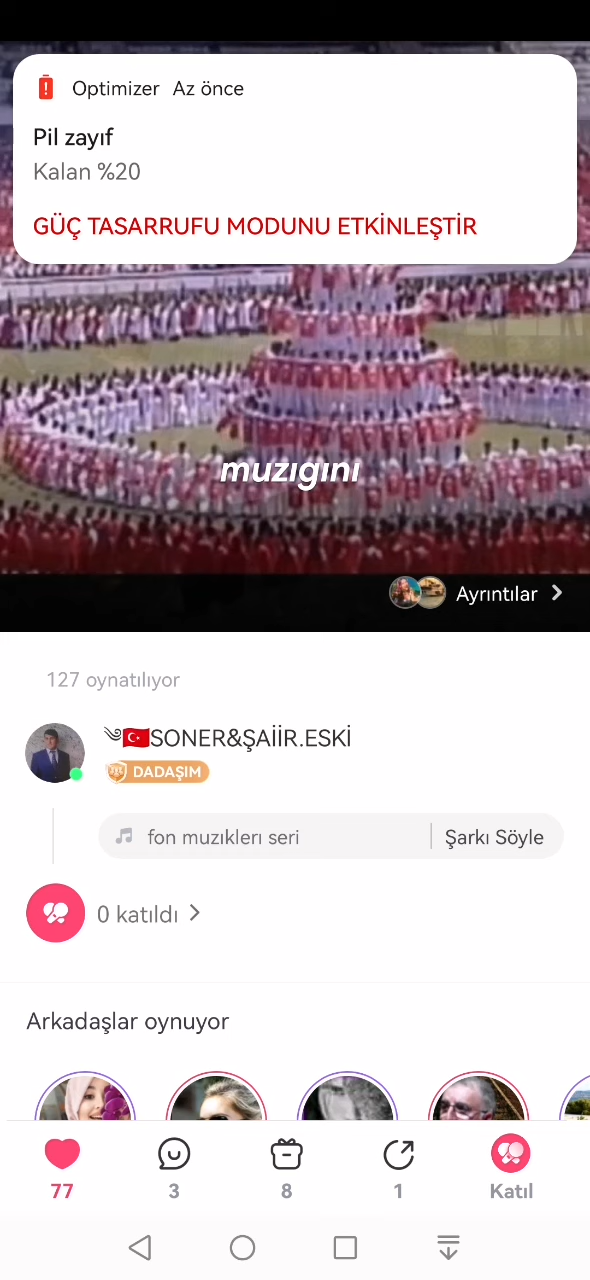 Optimizer Az önce
Pil zayıf
Kalan %20
GÜÇ TASARRUFU MODUNU ETKİNLEŞTİR
muzıgını
Ayrıntılar
127 oynatılıyor
༄🇹🇷SONER&ŞAİİR.ESKİ
DADAŞIM
fon muzıklerı seri
Şarkı Söyle
0 katıldı
Arkadaşlar oynuyor
77
3
8
1
Katıl